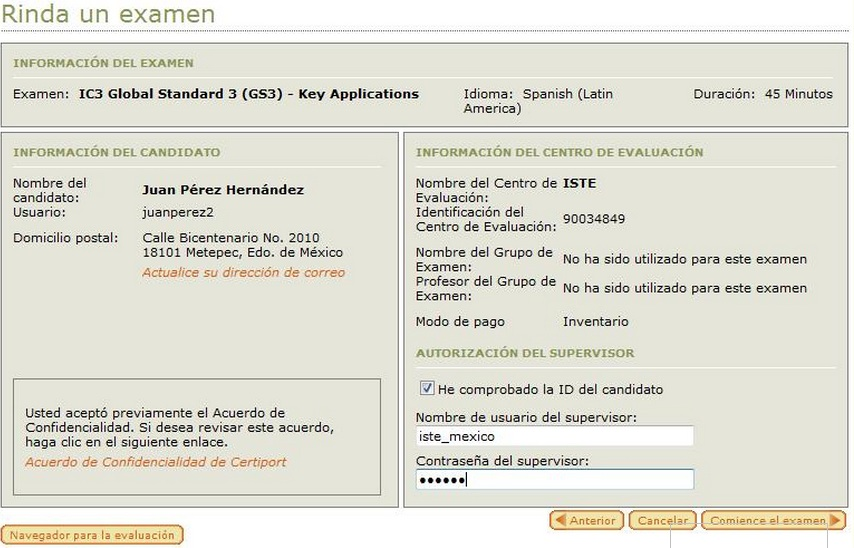 Rinda un examen
INFORMACIÓN DEL EXAMEN
Examen: IC3 Global Standard 3 (GS3) - Key Applications
Idioma: Spanish (Latin
America)
Duración: 45 Minutos
INFORMACIÓN DEL CANDIDATO
Nombre del
candidato:
Juan Pérez Hernández
Usuario: juanperez2
Domicilio postal: Calle Bicentenario No. 2010
18101 Metepec, Edo. de México
Actualice su dirección de correo
Usted aceptó previamente el Acuerdo de
Confidencialidad. Si desea revisar este acuerdo,
haga clic en el siguiente enlace.
Acuerdo de Confidencialidad de Certiport
INFORMACIÓN DEL CENTRO DE EVALUACIÓN
Nombre del Centro de ISTE
Evaluación:
Identificación del
Centro de Evaluación: 90034849
Nombre del Grupo de
Examen: No ha sido utilizado para este examen
Profesor del Grupo de
Examen: No ha sido utilizado para este examen
Modo de pago Inventario
AUTORIZACIÓN DEL SUPERVISOR
He comprobado la ID del candidato
Nombre de usuario del supervisor:
iste_mexico
Contraseña del supervisor:
••••••
Anterior Cancelar Comience el examen
Navegador para la evaluación